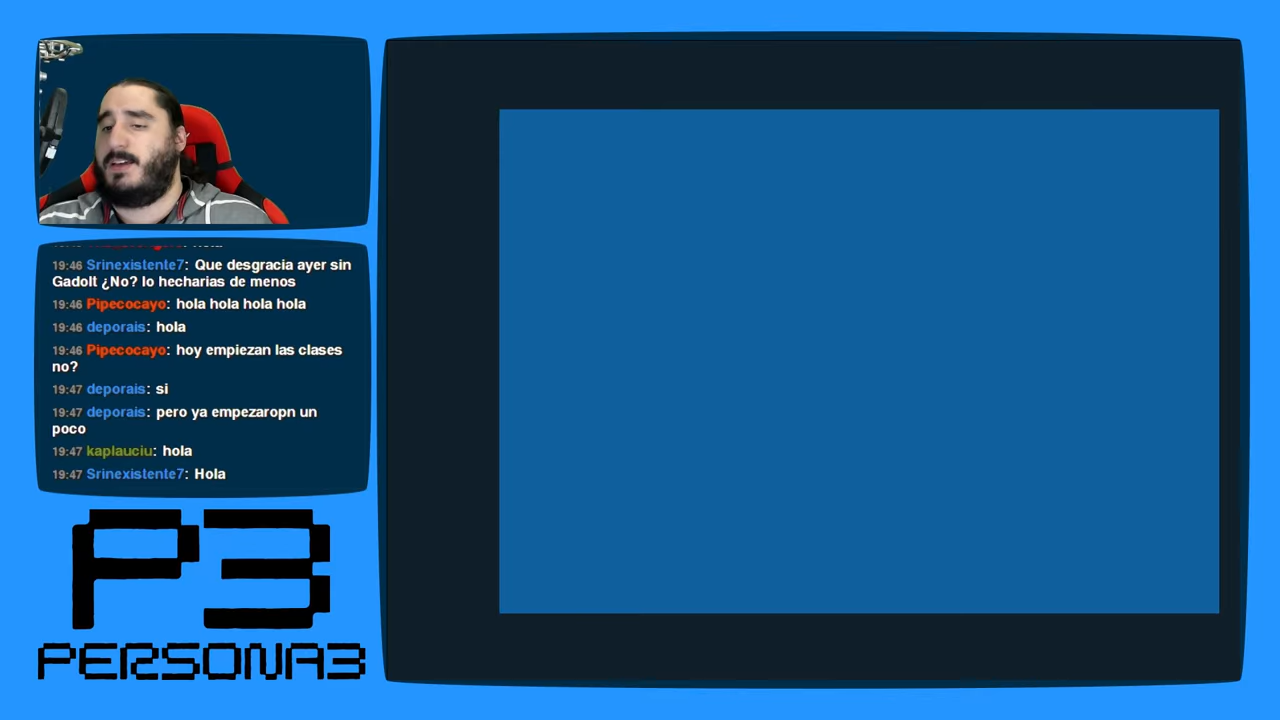 19:46 Srinexistente7: Que desgracia ayer sin
Gadolt ¿No? lo hecharias de menos
19:46 Pipecocayo: hola hola hola hola
19:46 deporais: hola
19:46 Pipecocayo: hoy empiezan las clases
no?
19:47 deporais: si
19:47 deporais: pero ya empezaropn un
poco
19:47 kaplauciu: hola
19:47 Srinexistente7: Hola
P3
PERSONA3